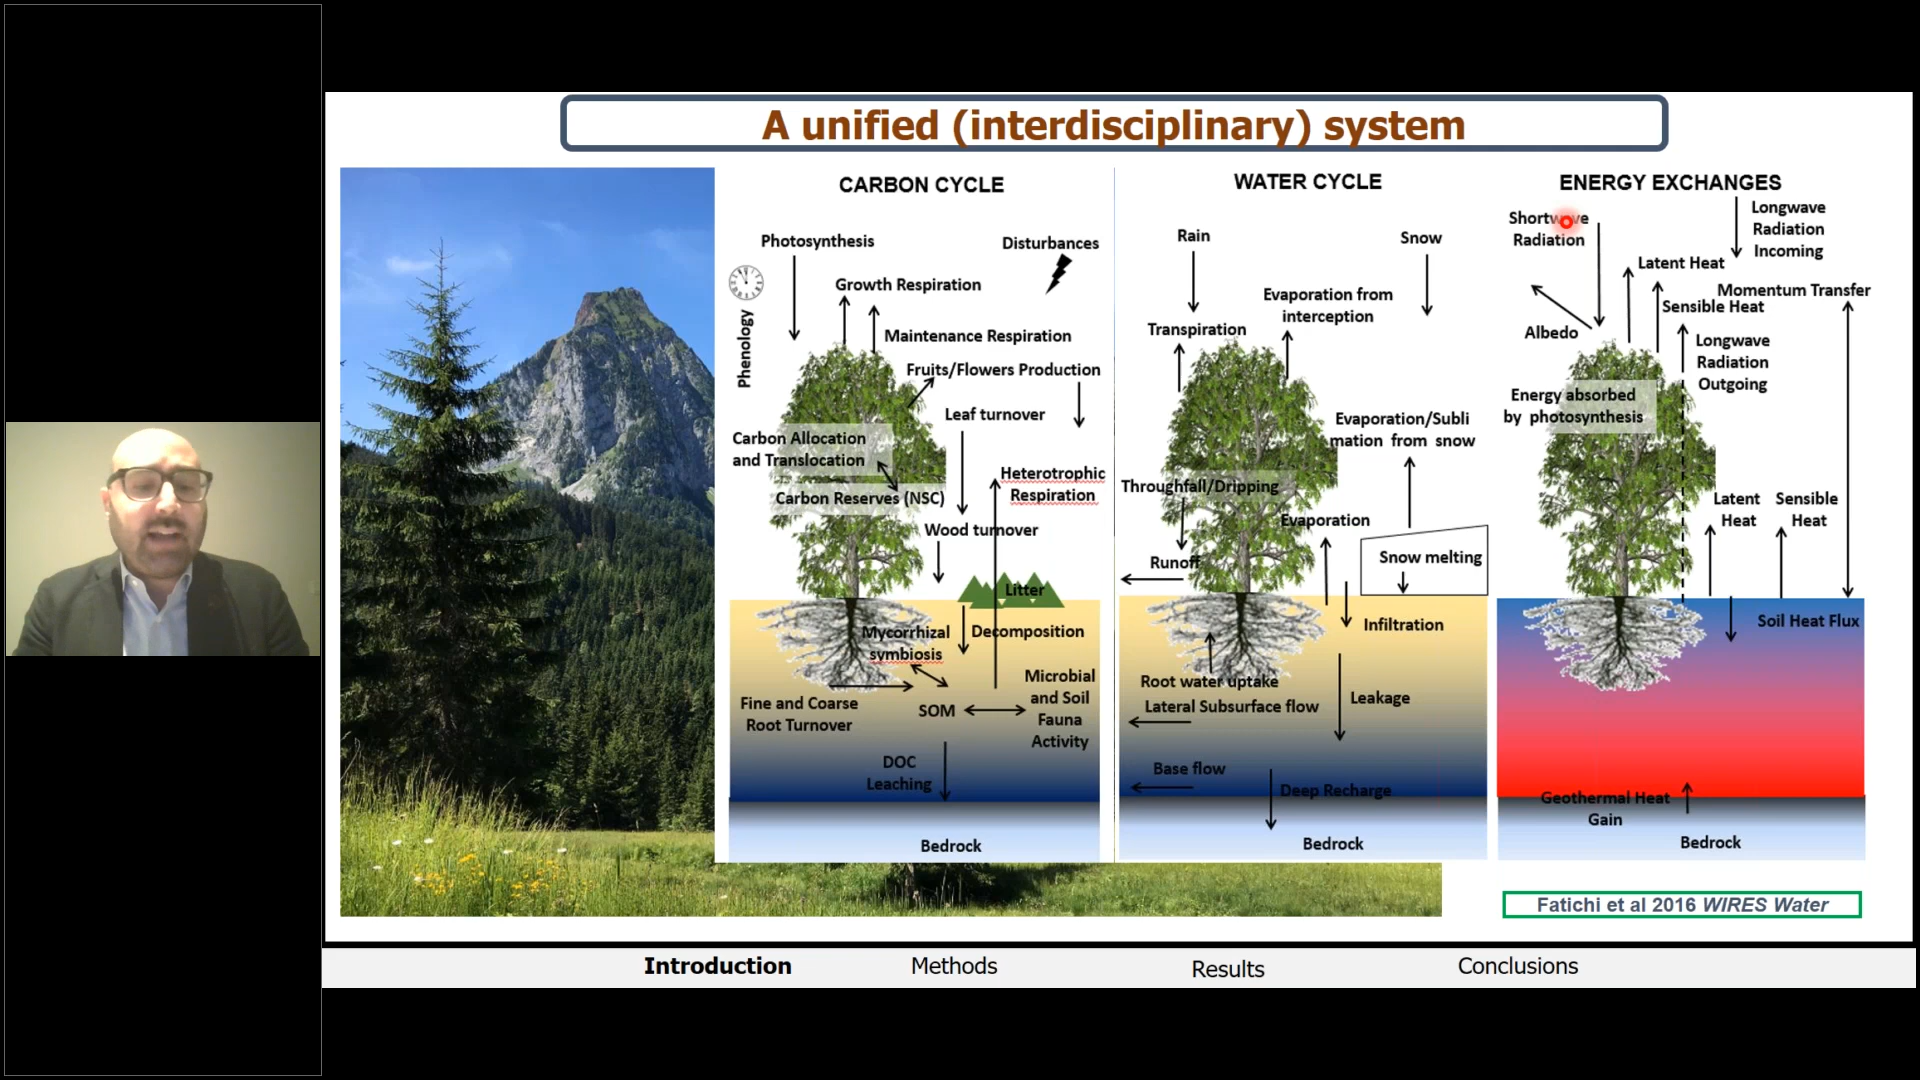 A unified (interdisciplinary) system
CARBON CYCLE
Photosynthesis
Disturbances
Growth Respiration
Phenology
Maintenance Respiration
Fruits/Flowers Production
Leaf turnover
Carbon Allocation
and Translocation
Heterotrophic
Respiration
Carbon Reserves (NSC)
Wood turnover
Litter
Mycorrhizal
symbiosis
Decomposition
Microbial
and Soil
Fauna
Activity
Fine and Coarse
Root Turnover
SOM
DOC
Leaching
Bedrock
WATER CYCLE
Rain
Snow
Evaporation from
interception
Transpiration
Evaporation/Subli
mation from snow
Throughfall/Dripping
Evaporation
Snow melting
Runoff
Infiltration
Root water uptake
Lateral Subsurface flow
Leakage
Base flow
Deep Recharge
Bedrock
ENERGY EXCHANGES
Shortwave
Radiation
Longwave
Radiation
Incoming
Latent Heat
Momentum Transfer
Sensible Heat
Albedo
Longwave
Radiation
Outgoing
Energy absorbed
by photosynthesis
Latent
Heat
Sensible
Heat
Soil Heat Flux
Geothermal Heat
Gain
Bedrock
Fatichi et al 2016 WIRES Water
Introduction
Methods
Results
Conclusions